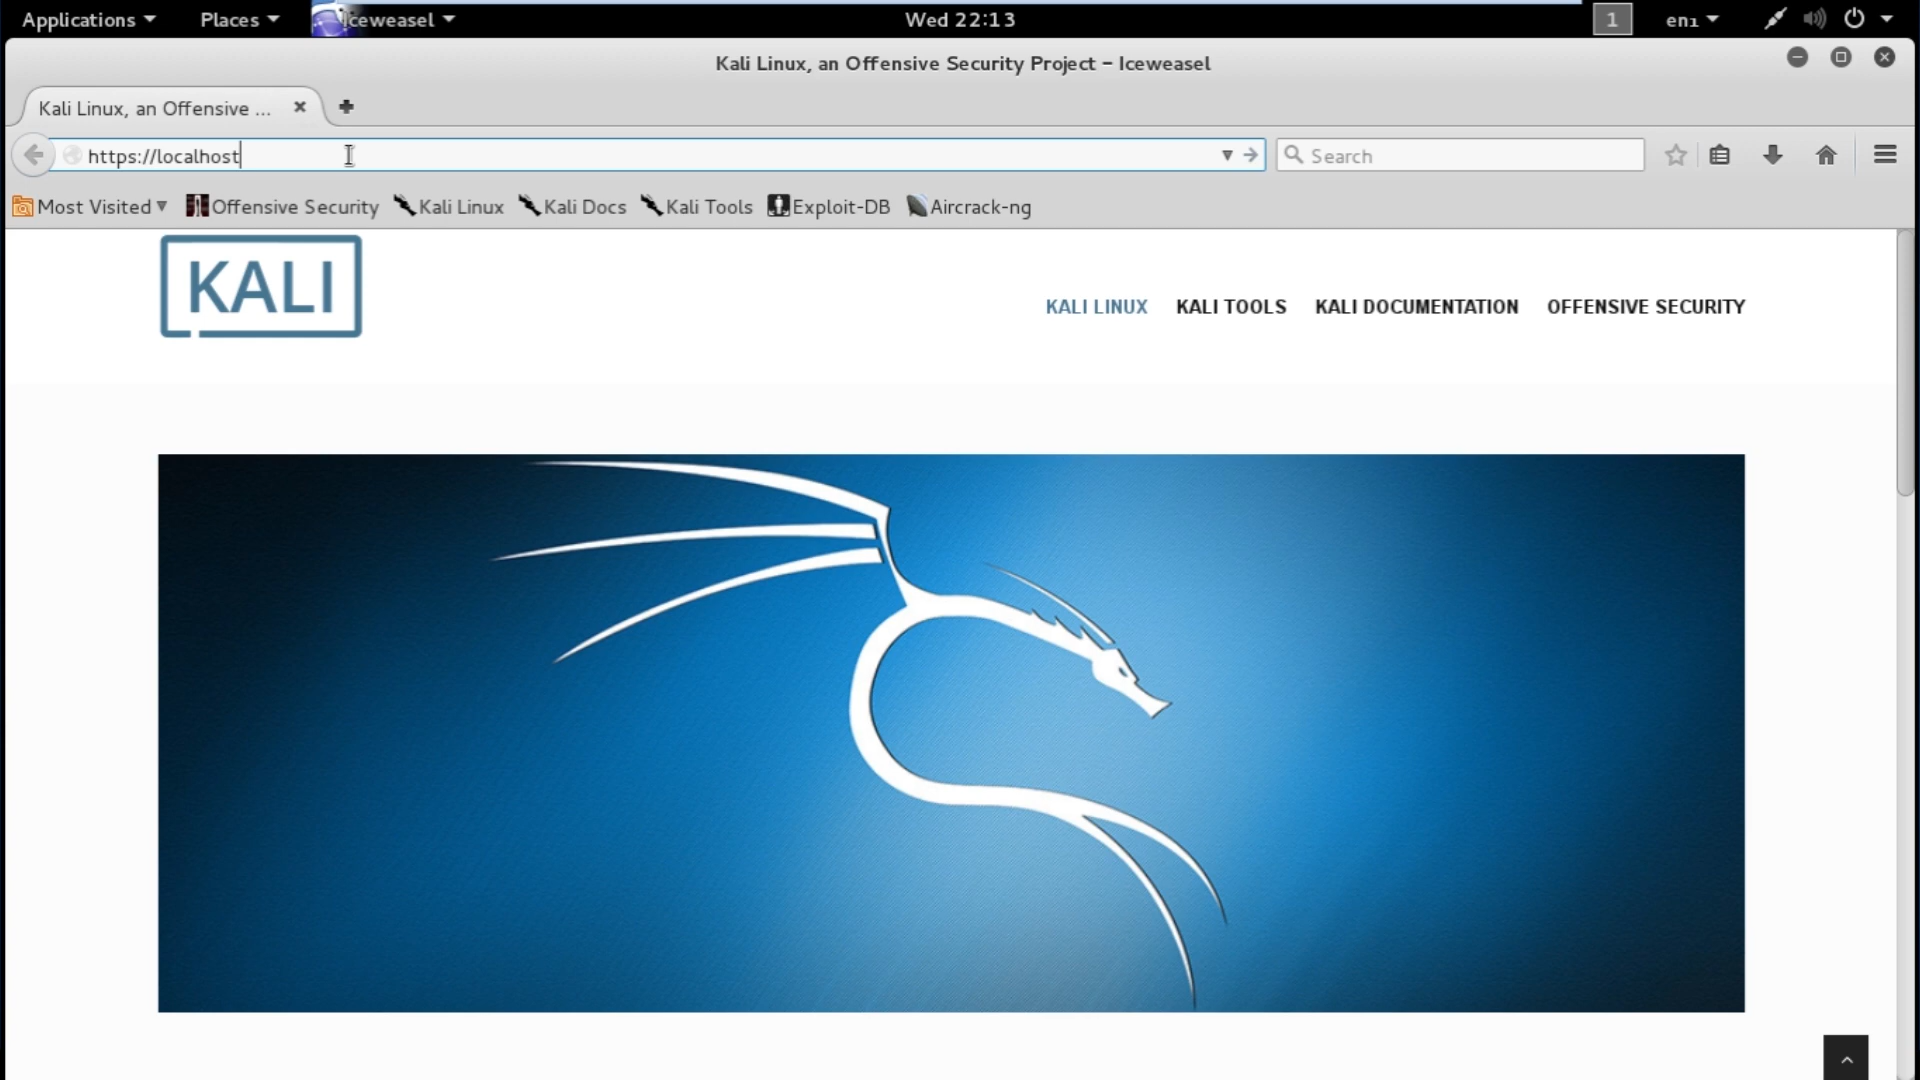 Applications Places Iceweasel Wed 22:13 1 en₁
Kali Linux, an Offensive Security Project – Iceweasel
Kali Linux, an Offensive ...
https://localhost Search
Most Visited Offensive Security Kali Linux Kali Docs Kali Tools Exploit-DB Aircrack-ng
KALI
KALI LINUX KALI TOOLS KALI DOCUMENTATION OFFENSIVE SECURITY